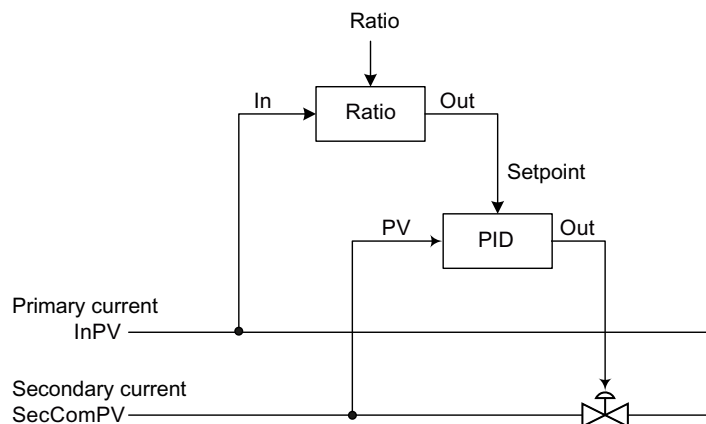 Ratio
In
Ratio
Out
Setpoint
PV
PID
Out
Primary current
InPV
Secondary current
SecComPV